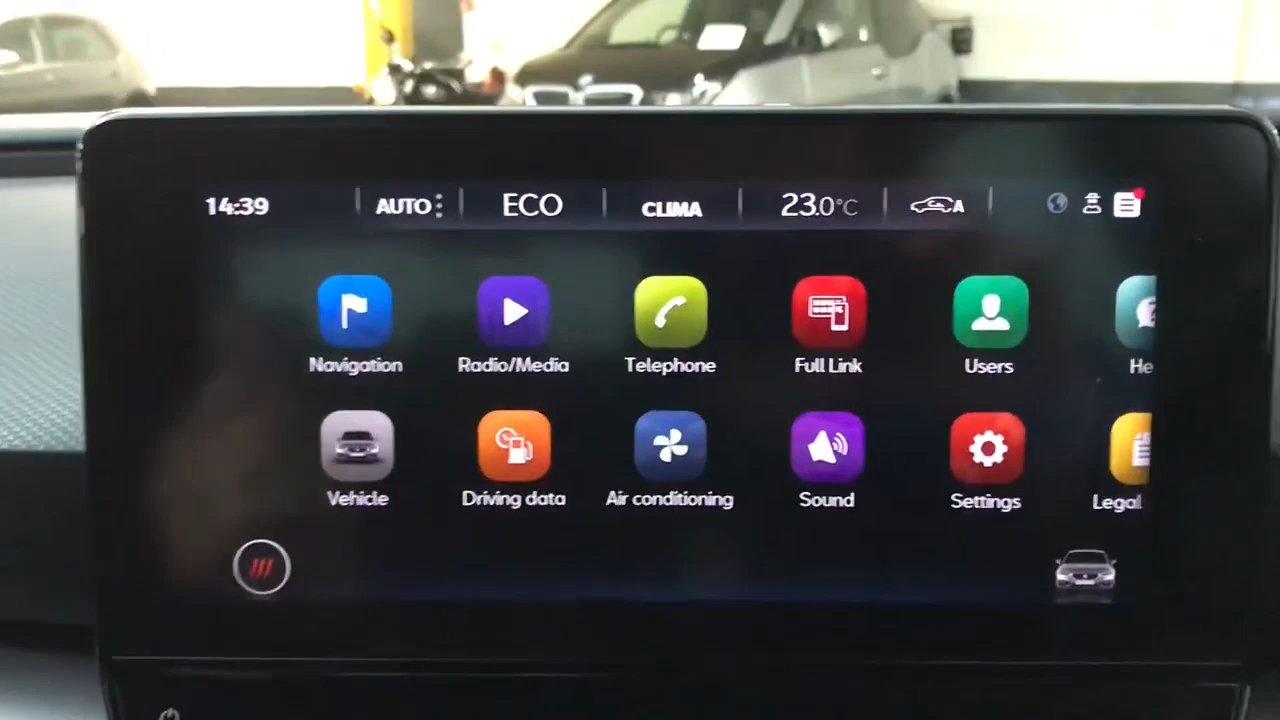 14:39 AUTO ECO CLIMA 23.0°C A
Navigation Radio/Media Telephone Full Link Users He
Vehicle Driving data Air conditioning Sound Settings Legal